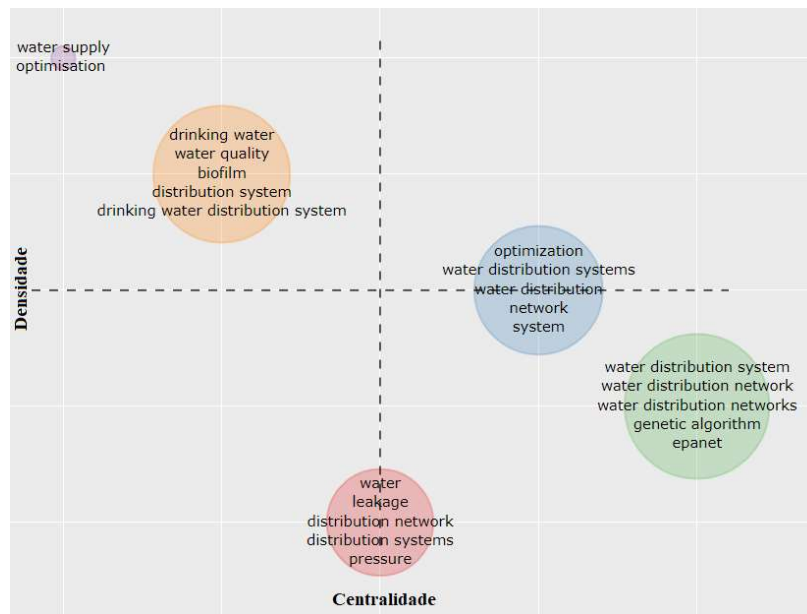 water supply
optimisation
drinking water
water quality
biofilm
distribution system
drinking water distribution system
Densidade
optimization
water distribution systems
water distribution
network
system
water distribution system
water distribution network
water distribution networks
genetic algorithm
epanet
water
leakage
distribution network
distribution systems
pressure
Centralidade